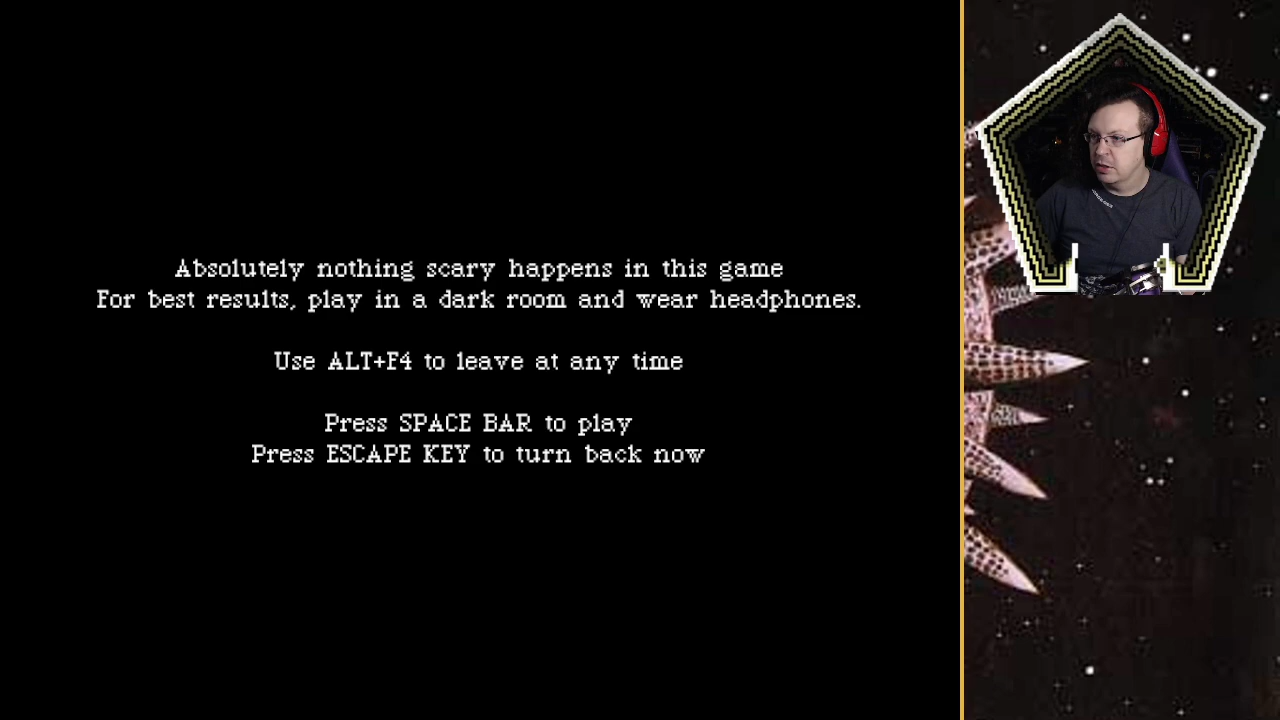 Absolutely nothing scary happens in this game
For best results, play in a dark room and wear headphones.
Use ALT+F4 to leave at any time
Press SPACE BAR to play
Press ESCAPE KEY to turn back now